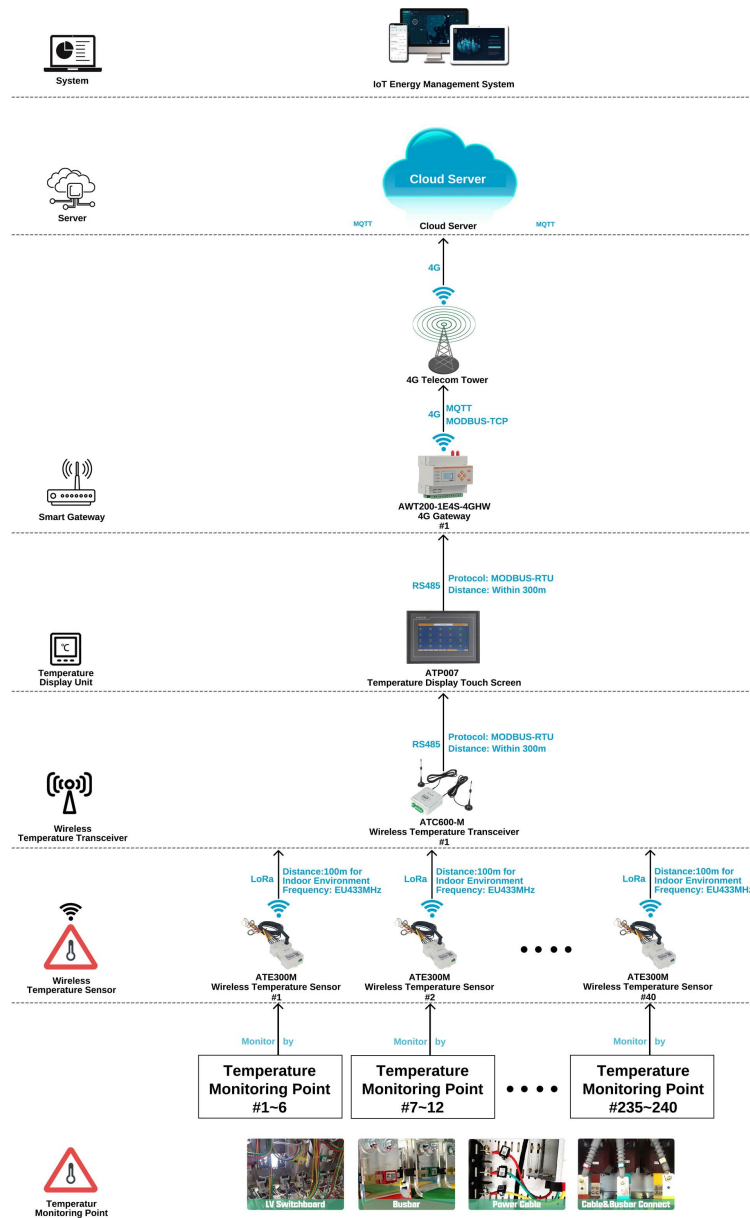 System
IoT Energy Management System
Cloud Server
Server
MQTT
Cloud Server
MQTT
4G
4G Telecom Tower
4G
MQTT
MODBUS-TCP
Smart Gateway
AWT200-1E4S-4GHW
4G Gateway
#1
RS485
Protocol: MODBUS-RTU
Distance: Within 300m
℃
Temperature
Display Unit
ATP007
Temperature Display Touch Screen
RS485
Protocol: MODBUS-RTU
Distance: Within 300m
Wireless
Temperature Transceiver
ATC600-M
Wireless Temperature Transceiver
#1
LoRa
Distance:100m for
Indoor Environment
Frequency: EU433MHz
LoRa
Distance:100m for
Indoor Environment
Frequency: EU433MHz
LoRa
Distance:100m for
Indoor Environment
Frequency: EU433MHz
Wireless
Temperature Sensor
ATE300M
Wireless Temperature Sensor
#1
ATE300M
Wireless Temperature Sensor
#2
ATE300M
Wireless Temperature Sensor
#40
Monitor by
Monitor by
Monitor by
Temperature
Monitoring Point
#1~6
Temperature
Monitoring Point
#7~12
Temperature
Monitoring Point
#235~240
Temperatur
Monitoring Point
LV Switchboard
Busbar
Power Cable
Cable&Busbar Connect